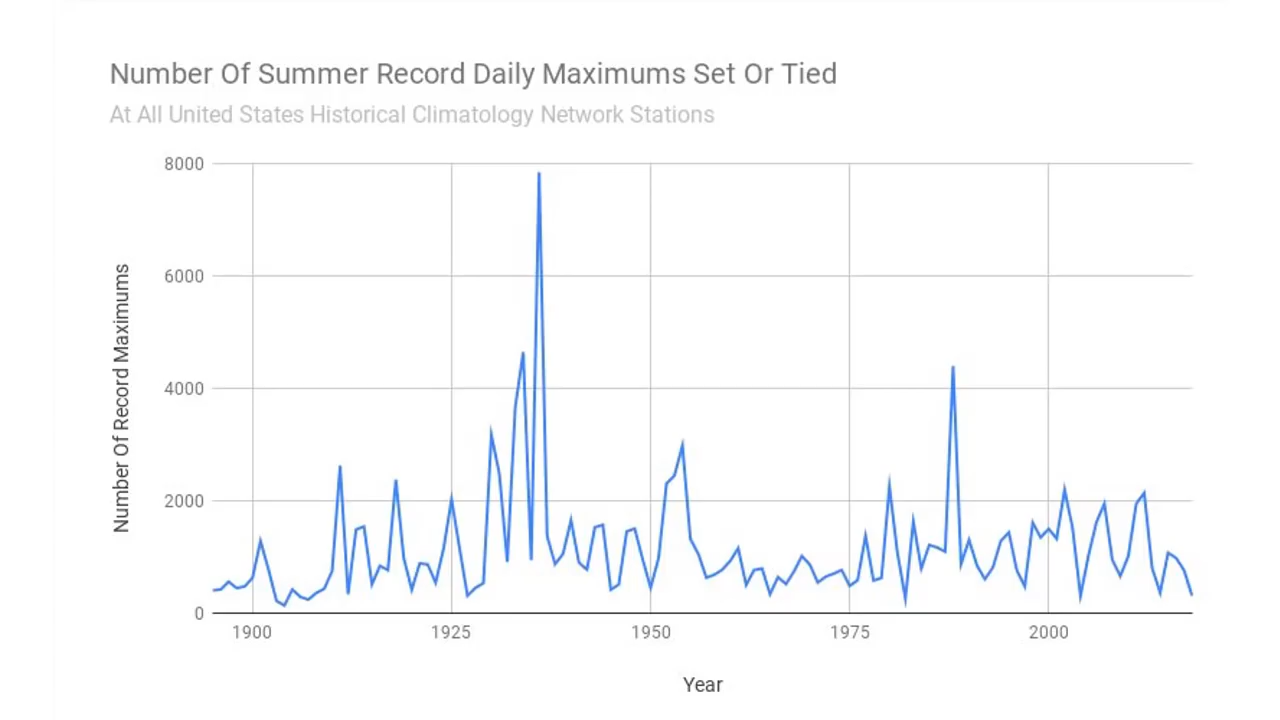 Number Of Summer Record Daily Maximums Set Or Tied
At All United States Historical Climatology Network Stations
8000
6000
4000
2000
0
Number Of Record Maximums
1900
1925
1950
1975
2000
Year